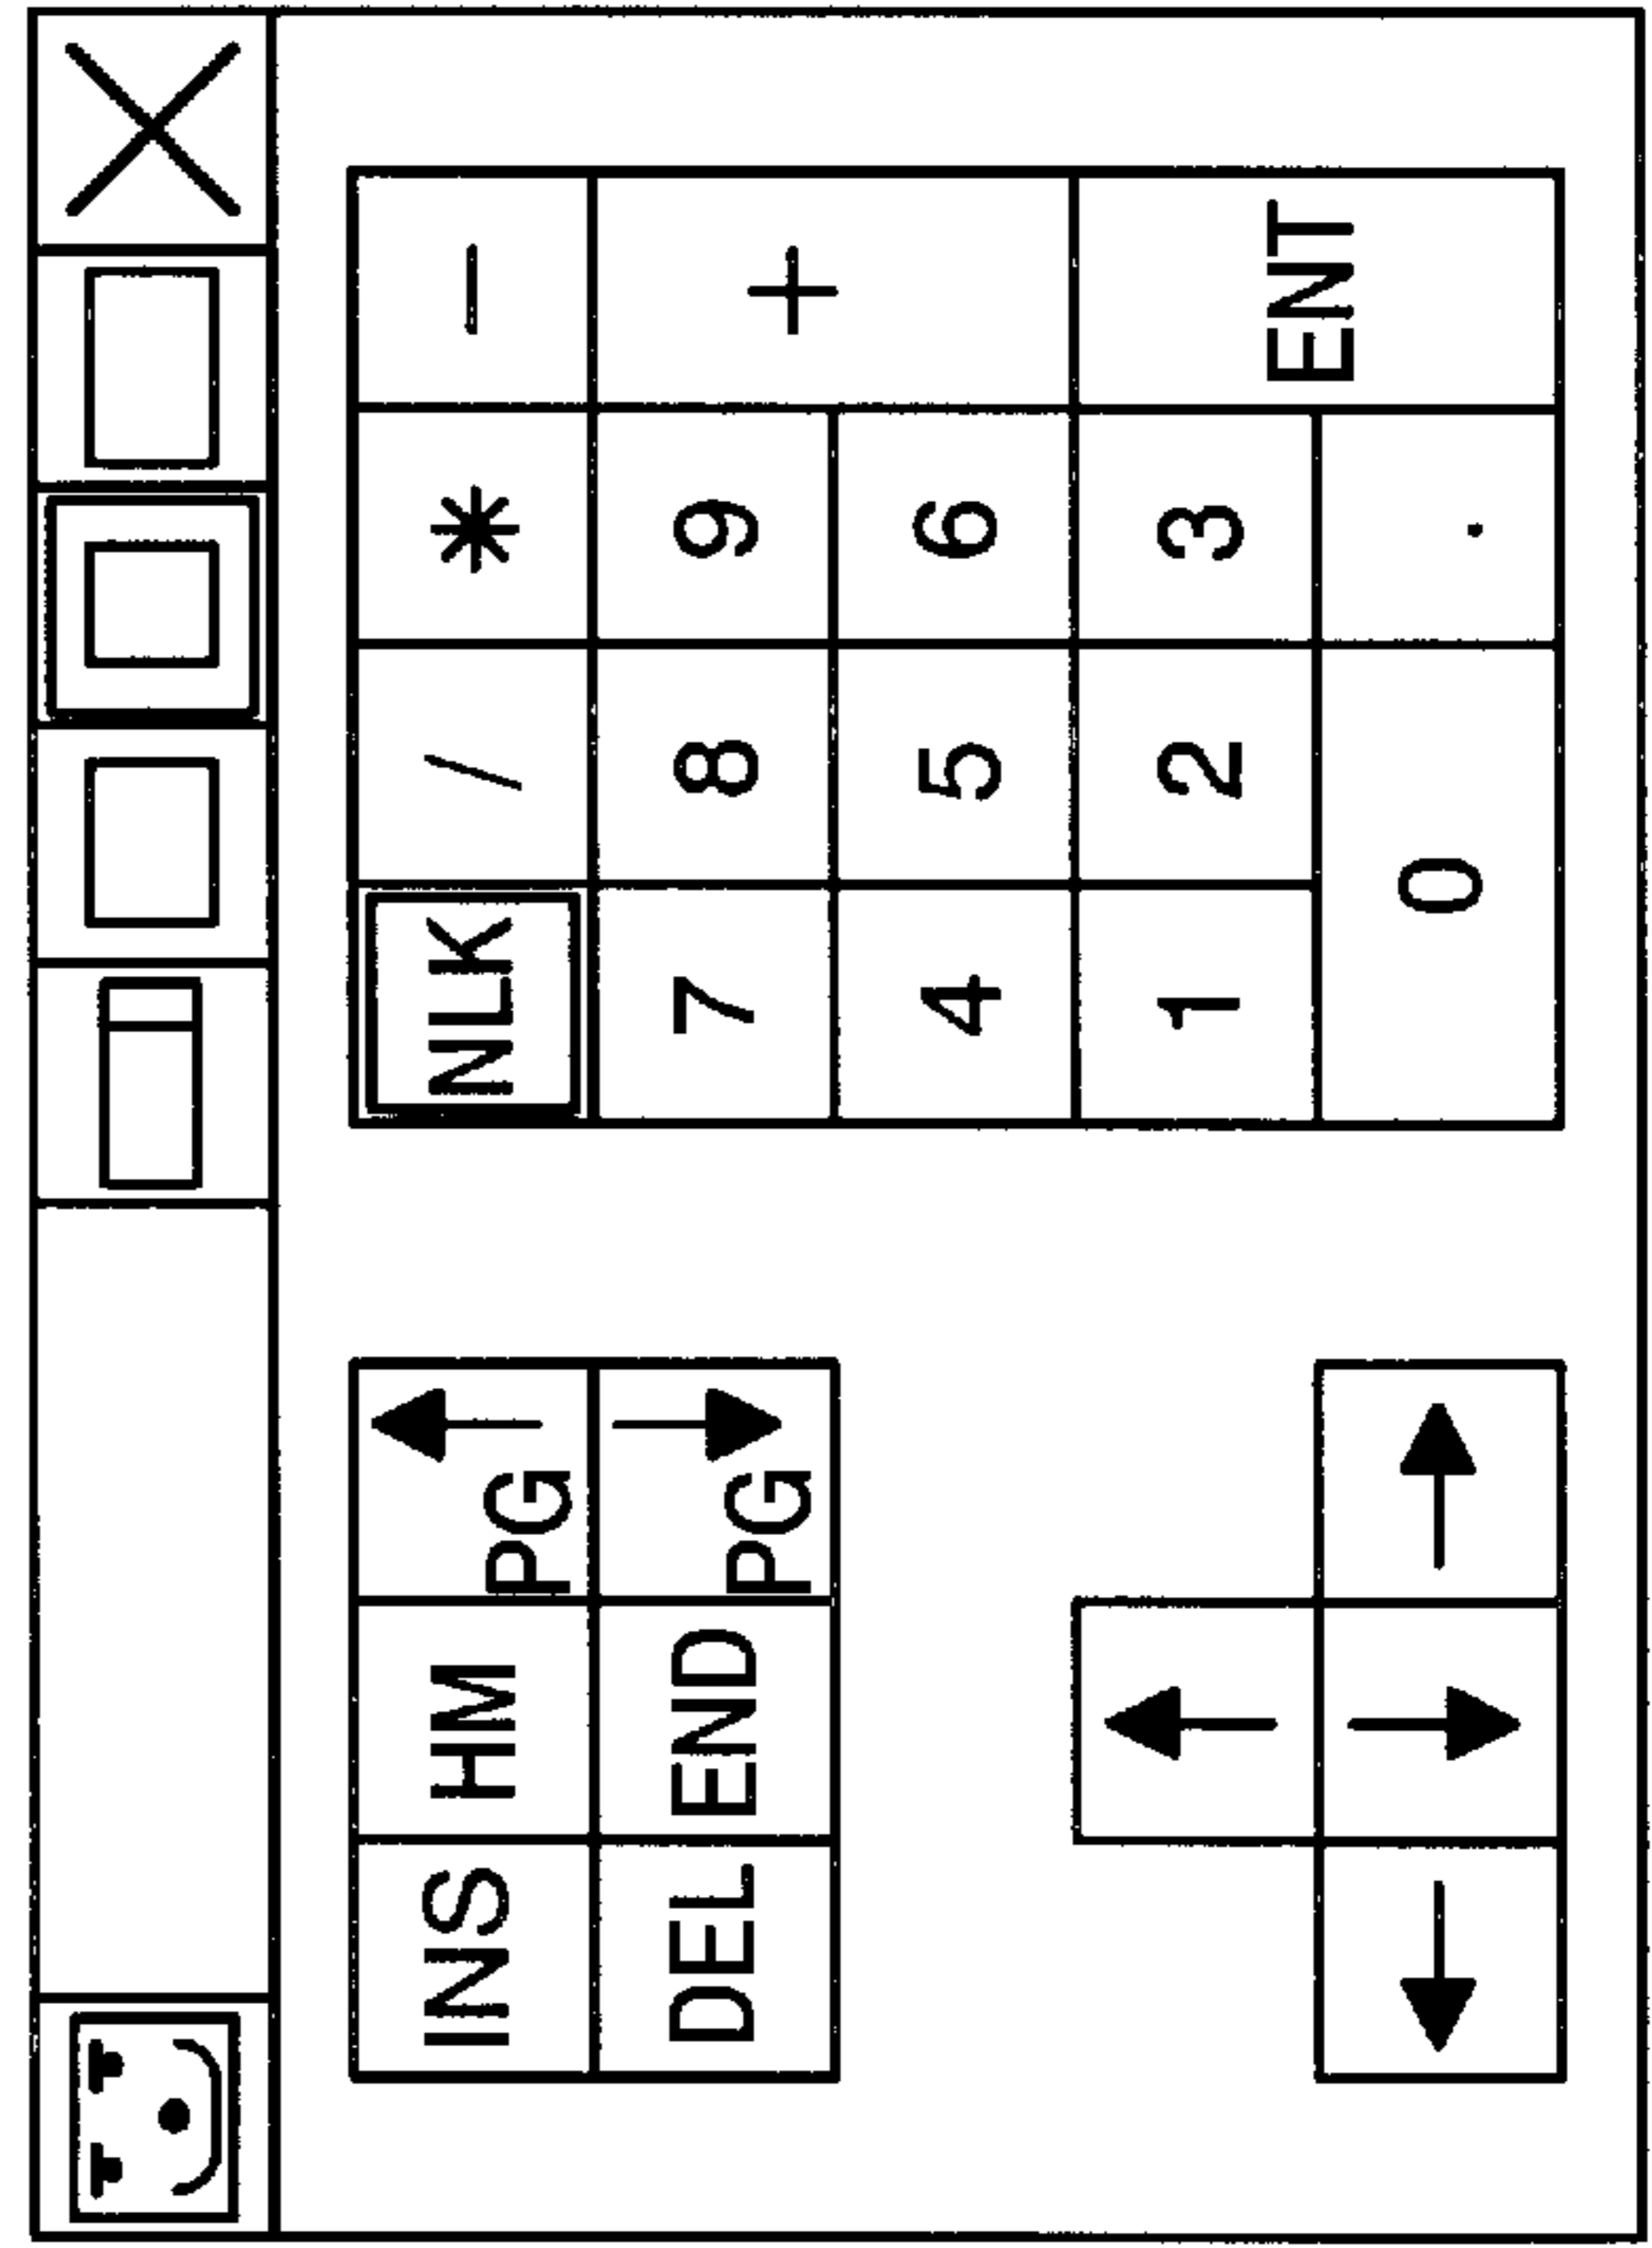 INS HM PG NLK / * -
DEL END PG 7 8 9 +
4 5 6
1 2 3 ENT
0 .